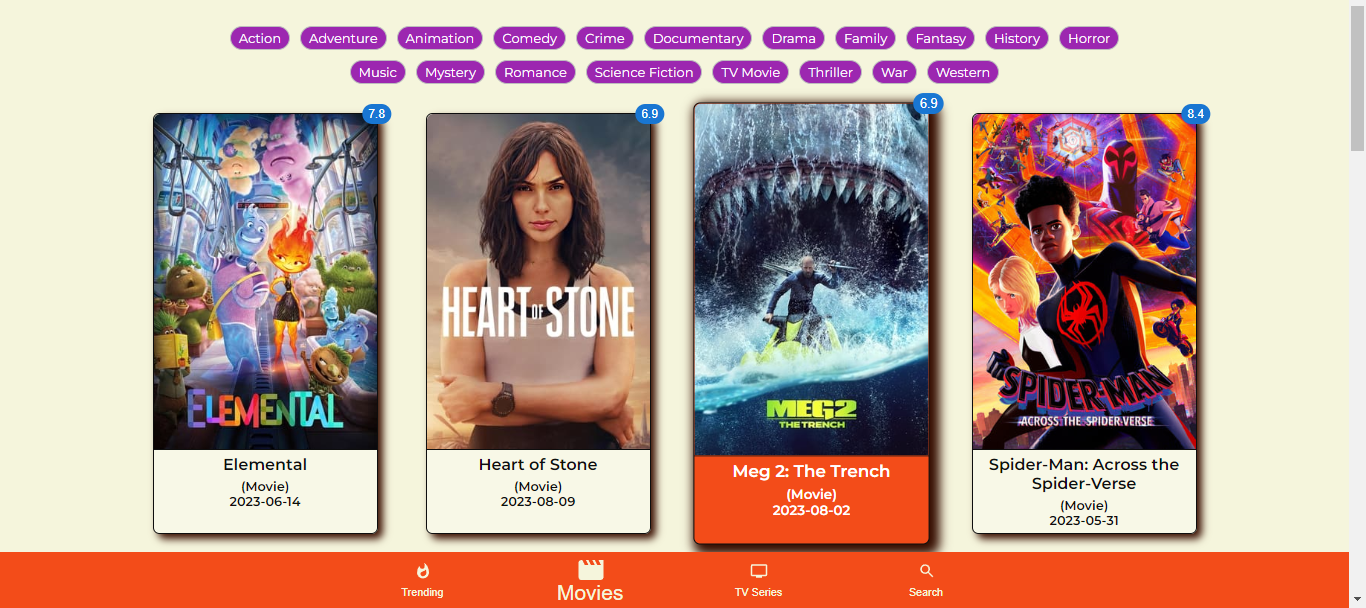 Action Adventure Animation Comedy Crime Documentary Drama Family Fantasy History Horror
Music Mystery Romance Science Fiction TV Movie Thriller War Western
7.8 6.9 6.9 8.4
ELEMENTAL
HEART OF STONE
MEG2
THE TRENCH
SPIDER-MAN
ACROSS THE SPIDER-VERSE
Elemental
(Movie)
2023-06-14
Heart of Stone
(Movie)
2023-08-09
Meg 2: The Trench
(Movie)
2023-08-02
Spider-Man: Across the
Spider-Verse
(Movie)
2023-05-31
Trending Movies TV Series Search